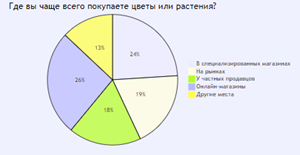 Где вы чаще всего покупаете цветы или растения?
13%
24%
26%
19%
18%
В специализированных магазинах
На рынках
У частных продавцов
Онлайн-магазины
Другие места